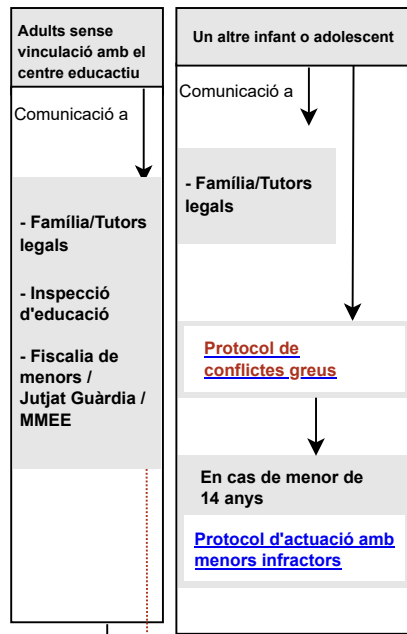 Adults sense
vinculació amb el
centre educactiu
Comunicació a
- Família/Tutors
legals
- Inspecció
d'educació
- Fiscalia de
menors /
Jutjat Guàrdia /
MMEE
Un altre infant o adolescent
Comunicació a
- Família/Tutors
legals
Protocol de
conflictes greus
En cas de menor de
14 anys
Protocol d'actuació amb
menors infractors